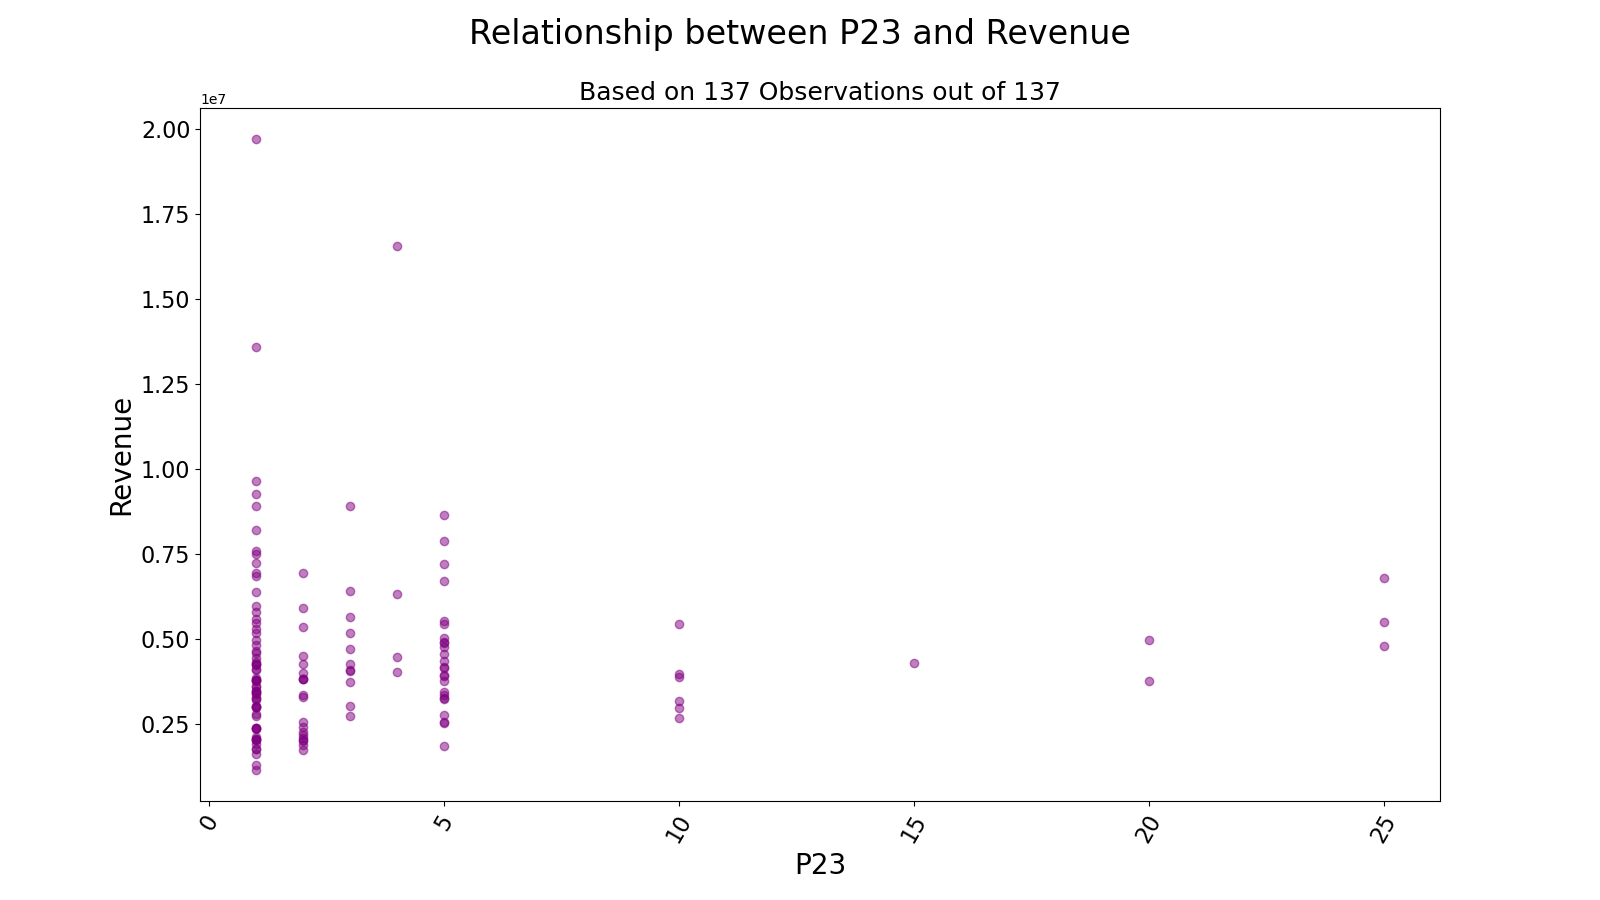 Relationship between P23 and Revenue
Based on 137 Observations out of 137
1e7
2.00
1.75
1.50
1.25
1.00
0.75
0.50
0.25
Revenue
0 5 10 15 20 25
P23